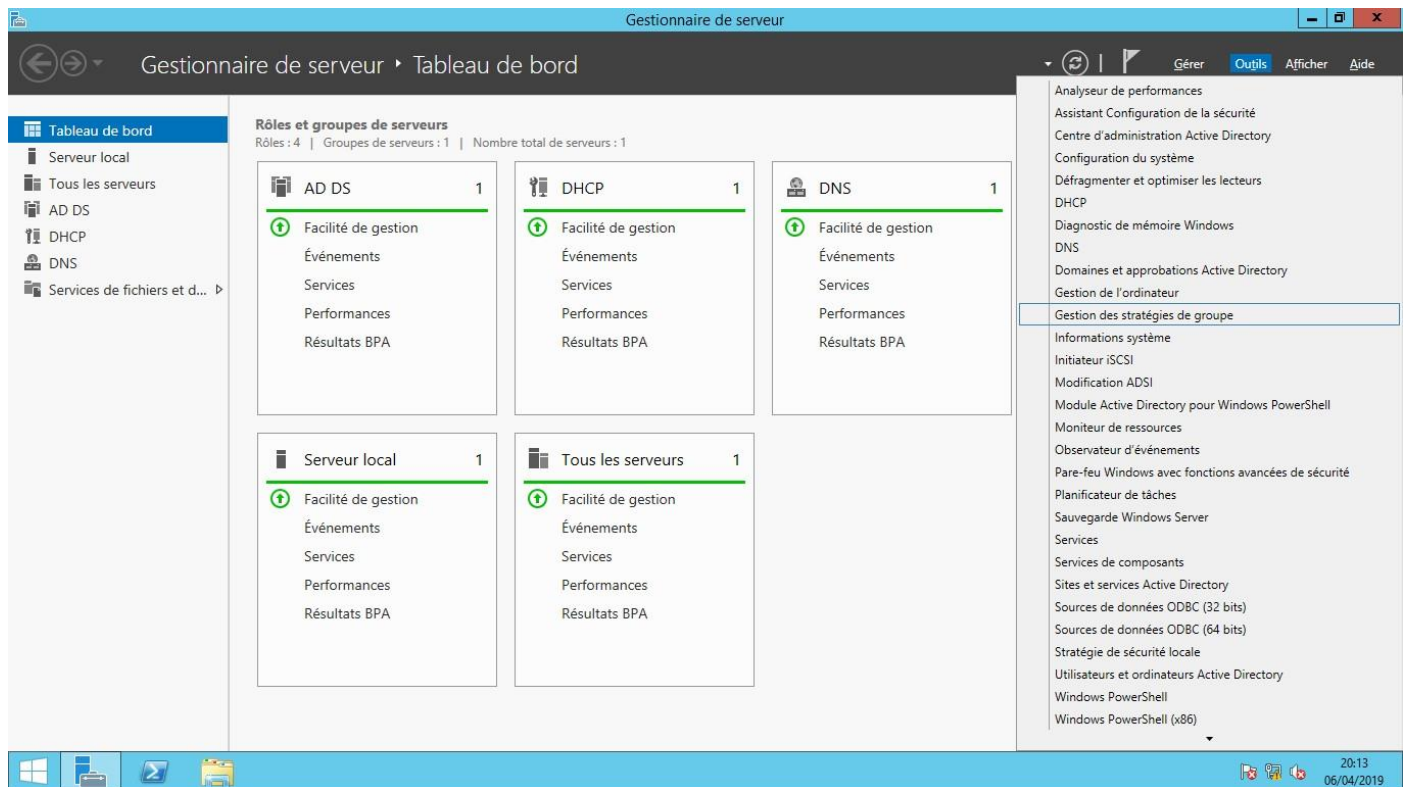 Gestionnaire de serveur
Gestionnaire de serveur Tableau de bord
Gérer Outils Afficher Aide
Tableau de bord
Serveur local
Tous les serveurs
AD DS
DHCP
DNS
Services de fichiers et d...
Rôles et groupes de serveurs
Rôles : 4 | Groupes de serveurs : 1 | Nombre total de serveurs : 1
AD DS 1
Facilité de gestion
Événements
Services
Performances
Résultats BPA
DHCP 1
Facilité de gestion
Événements
Services
Performances
Résultats BPA
DNS 1
Facilité de gestion
Événements
Services
Performances
Résultats BPA
Serveur local 1
Facilité de gestion
Événements
Services
Performances
Résultats BPA
Tous les serveurs 1
Facilité de gestion
Événements
Services
Performances
Résultats BPA
Analyseur de performances
Assistant Configuration de la sécurité
Centre d'administration Active Directory
Configuration du système
Défragmenter et optimiser les lecteurs
DHCP
Diagnostic de mémoire Windows
DNS
Domaines et approbations Active Directory
Gestion de l'ordinateur
Gestion des stratégies de groupe
Informations système
Initiateur iSCSI
Modification ADSI
Module Active Directory pour Windows PowerShell
Moniteur de ressources
Observateur d'événements
Pare-feu Windows avec fonctions avancées de sécurité
Planificateur de tâches
Sauvegarde Windows Server
Services
Services de composants
Sites et services Active Directory
Sources de données ODBC (32 bits)
Sources de données ODBC (64 bits)
Stratégie de sécurité locale
Utilisateurs et ordinateurs Active Directory
Windows PowerShell
Windows PowerShell (x86)
20:13
06/04/2019